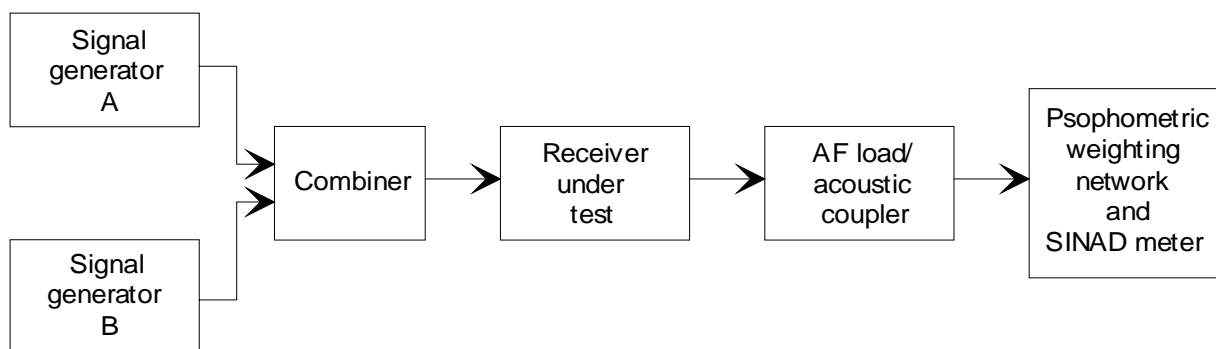 Signal
generator
A
Signal
generator
B
Combiner
Receiver
under
test
AF load/
acoustic
coupler
Psophometric
weighting
network
and
SINAD meter